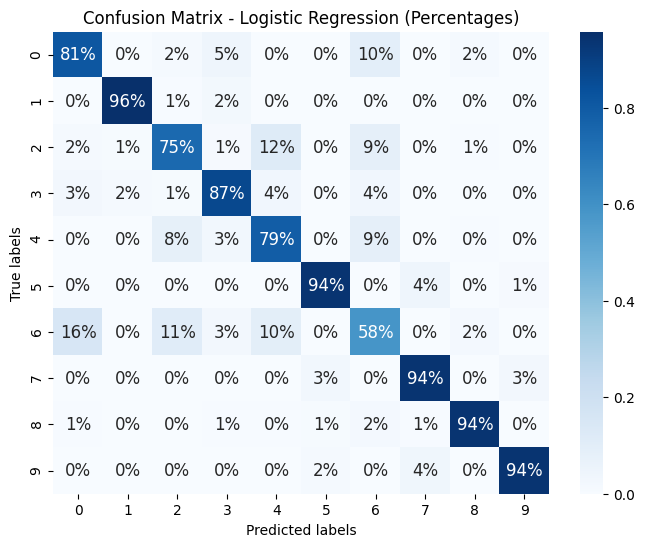 Confusion Matrix - Logistic Regression (Percentages)
True labels
0 81% 0% 2% 5% 0% 0% 10% 0% 2% 0%
1 0% 96% 1% 2% 0% 0% 0% 0% 0% 0%
2 2% 1% 75% 1% 12% 0% 9% 0% 1% 0%
3 3% 2% 1% 87% 4% 0% 4% 0% 0% 0%
4 0% 0% 8% 3% 79% 0% 9% 0% 0% 0%
5 0% 0% 0% 0% 0% 94% 0% 4% 0% 1%
6 16% 0% 11% 3% 10% 0% 58% 0% 2% 0%
7 0% 0% 0% 0% 0% 3% 0% 94% 0% 3%
8 1% 0% 0% 1% 0% 1% 2% 1% 94% 0%
9 0% 0% 0% 0% 0% 2% 0% 4% 0% 94%
0 1 2 3 4 5 6 7 8 9
Predicted labels
0.8
0.6
0.4
0.2
0.0